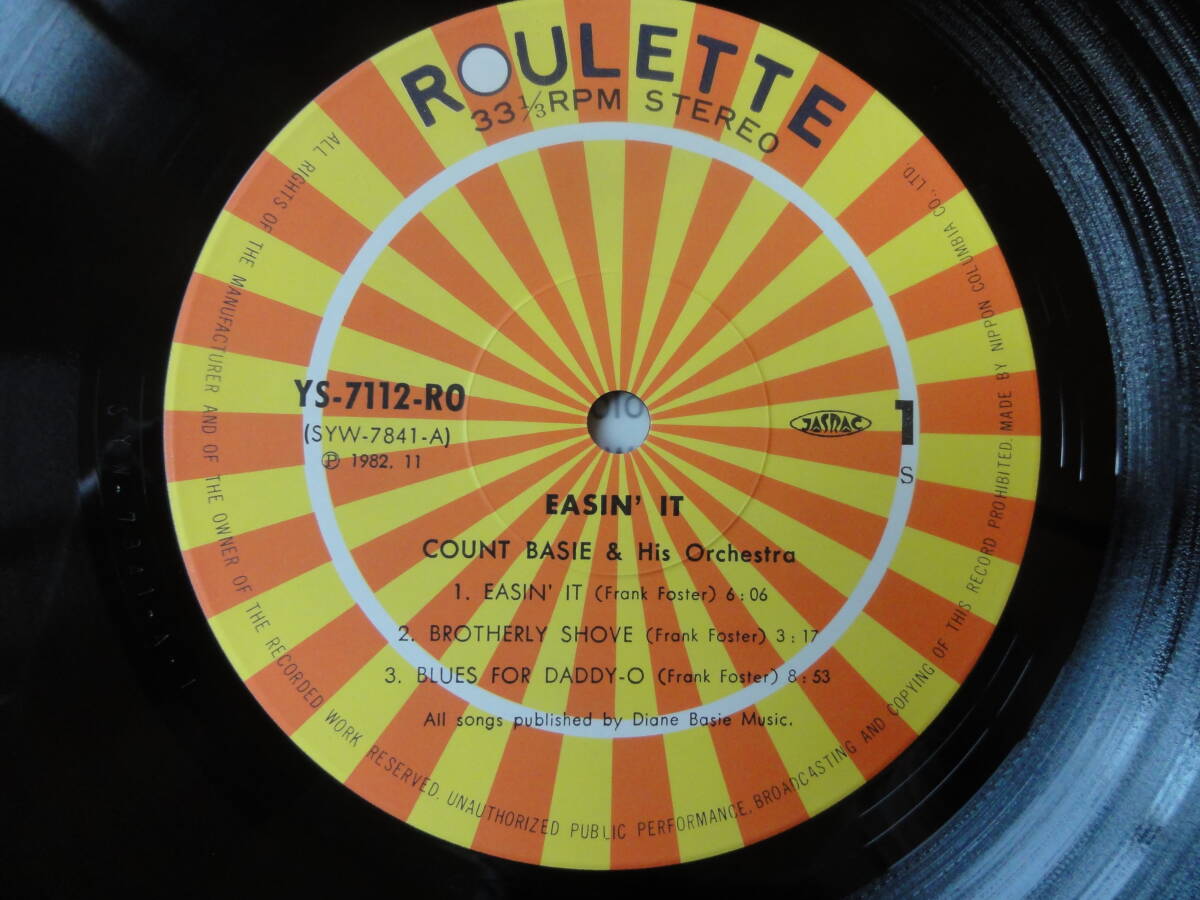 ROULETTE
33 1/3 RPM STEREO
YS-7112-RO
(SYW-7841-A)
Ⓟ 1982. 11
JASRAC
1
S
EASIN' IT
COUNT BASIE & His Orchestra
1. EASIN' IT (Frank Foster) 6:06
2. BROTHERLY SHOVE (Frank Foster) 3:17
3. BLUES FOR DADDY-O (Frank Foster) 8:53
All songs published by Diane Basie Music.
ALL RIGHTS OF THE MANUFACTURER AND OF THE OWNER OF THE RECORDED WORK RESERVED. UNAUTHORIZED PUBLIC PERFORMANCE, BROADCASTING AND COPYING OF THIS RECORD PROHIBITED. MADE BY NIPPON COLUMBIA CO., LTD.